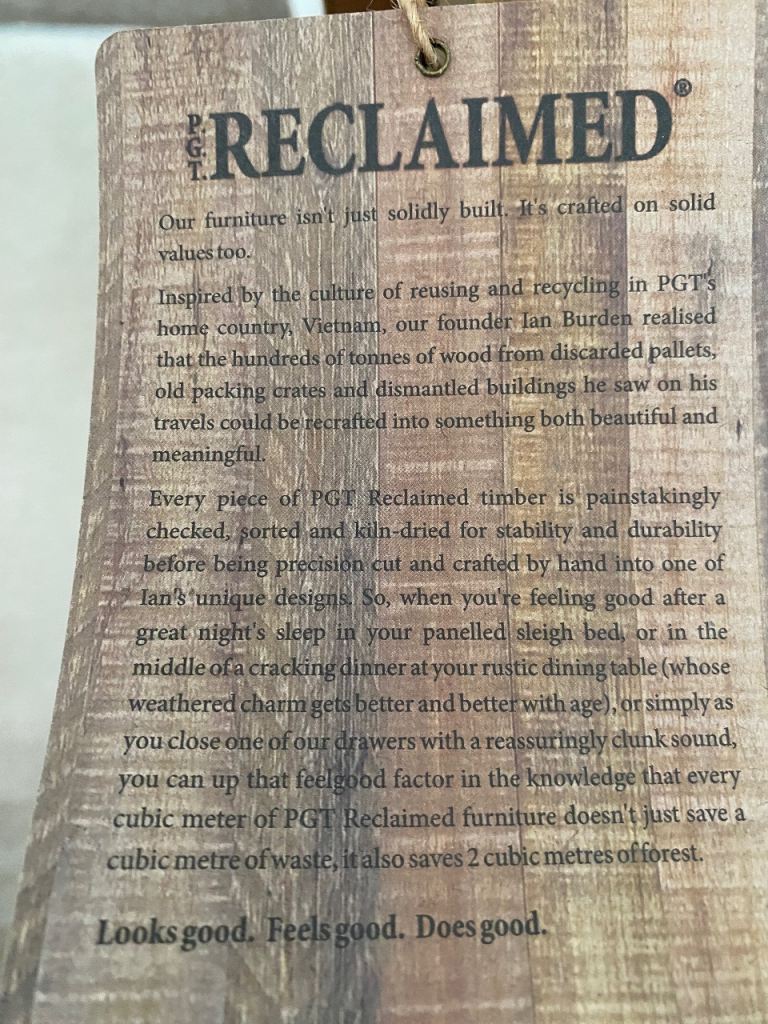 P.G.T. RECLAIMED®
Our furniture isn't just solidly built. It's crafted on solid
values too.
Inspired by the culture of reusing and recycling in PGT's
home country, Vietnam, our founder Ian Burden realised
that the hundreds of tonnes of wood from discarded pallets,
old packing crates and dismantled buildings he saw on his
travels could be recrafted into something both beautiful and
meaningful.
Every piece of PGT Reclaimed timber is painstakingly
checked, sorted and kiln-dried for stability and durability
before being precision cut and crafted by hand into one of
Ian's unique designs. So, when you're feeling good after a
great night's sleep in your panelled sleigh bed, or in the
middle of a cracking dinner at your rustic dining table (whose
weathered charm gets better and better with age), or simply as
you close one of our drawers with a reassuringly clunk sound,
you can up that feelgood factor in the knowledge that every
cubic meter of PGT Reclaimed furniture doesn't just save a
cubic metre of waste, it also saves 2 cubic metres of forest.
Looks good. Feels good. Does good.